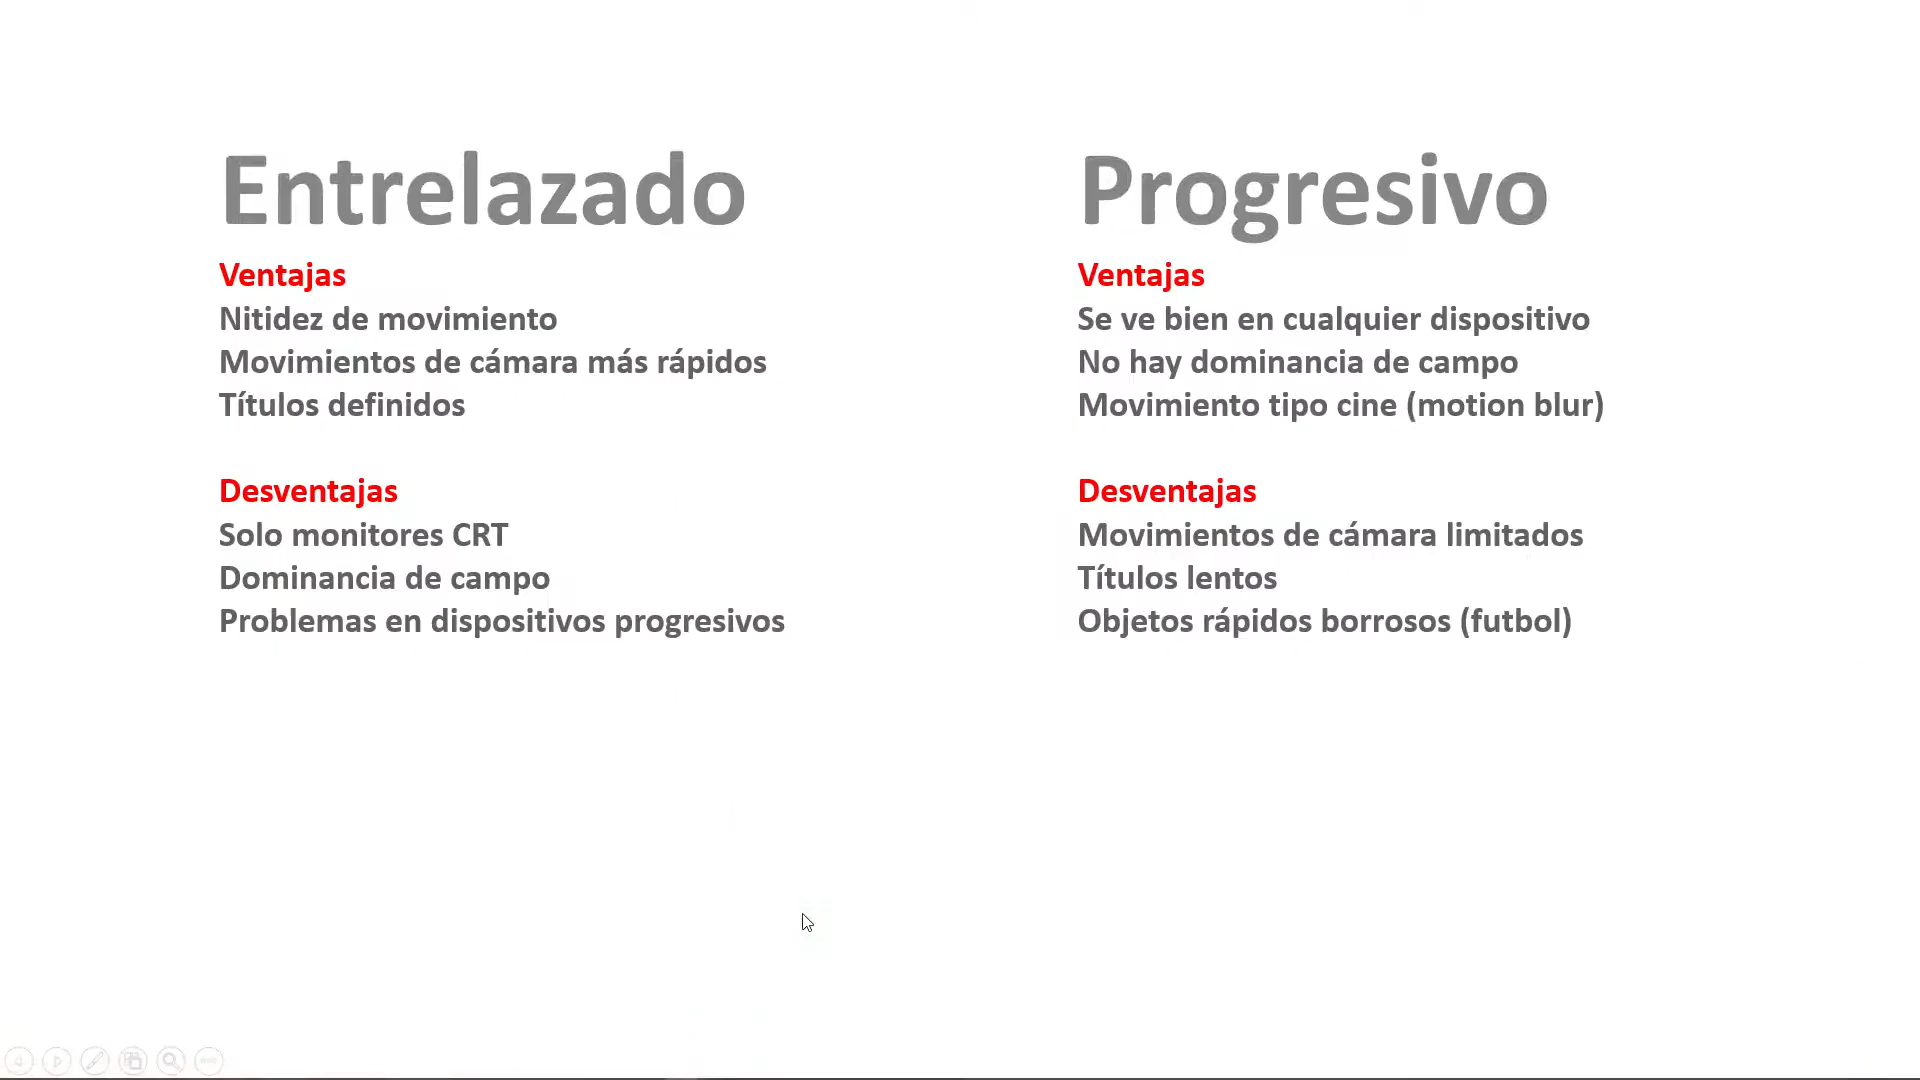 Entrelazado
Ventajas
Nitidez de movimiento
Movimientos de cámara más rápidos
Títulos definidos
Desventajas
Solo monitores CRT
Dominancia de campo
Problemas en dispositivos progresivos
Progresivo
Ventajas
Se ve bien en cualquier dispositivo
No hay dominancia de campo
Movimiento tipo cine (motion blur)
Desventajas
Movimientos de cámara limitados
Títulos lentos
Objetos rápidos borrosos (futbol)